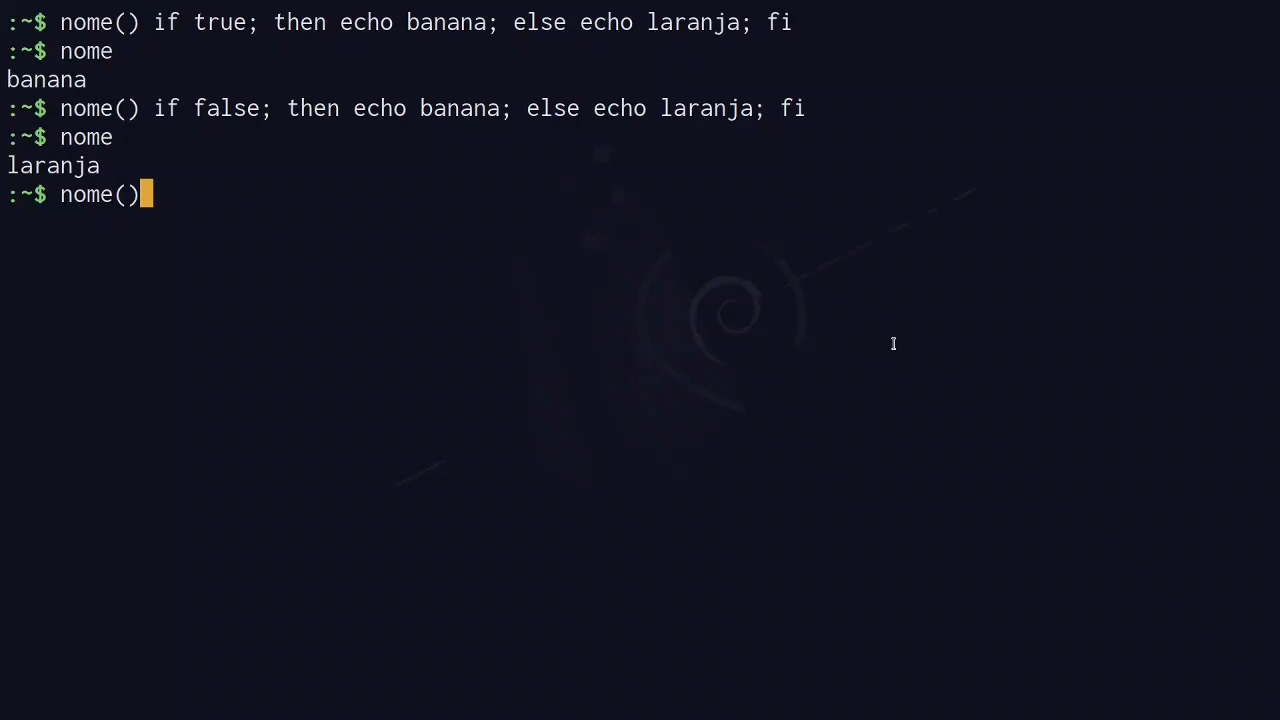 :~$ nome() if true; then echo banana; else echo laranja; fi
:~$ nome
banana
:~$ nome() if false; then echo banana; else echo laranja; fi
:~$ nome
laranja
:~$ nome()